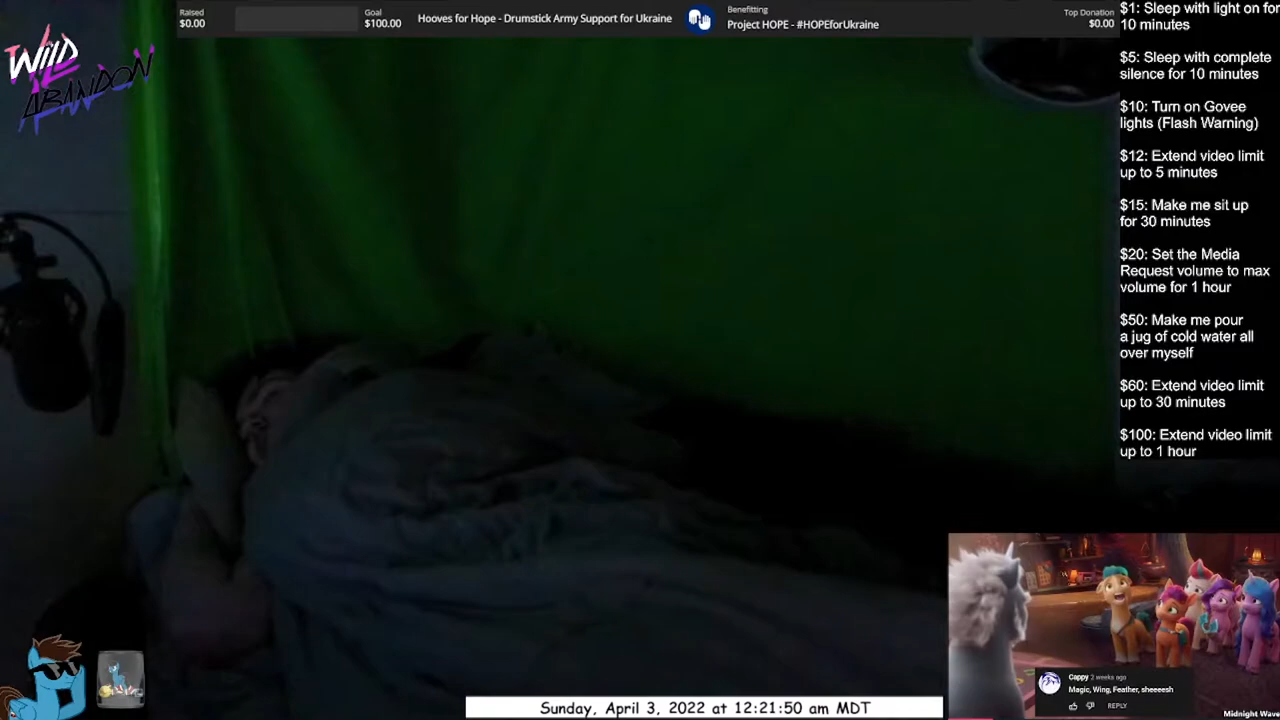 Raised
$0.00
Goal
$100.00
Hooves for Hope - Drumstick Army Support for Ukraine
Benefitting
Project HOPE - #HOPEforUkraine
Top Donation
$0.00
WILD
ABANDON
$1: Sleep with light on for
10 minutes
$5: Sleep with complete
silence for 10 minutes
$10: Turn on Govee
lights (Flash Warning)
$12: Extend video limit
up to 5 minutes
$15: Make me sit up
for 30 minutes
$20: Set the Media
Request volume to max
volume for 1 hour
$50: Make me pour
a jug of cold water all
over myself
$60: Extend video limit
up to 30 minutes
$100: Extend video limit
up to 1 hour
Cappy 2 weeks ago
Magic, Wing, Feather, sheeeesh
REPLY
Midnight Wave
Sunday, April 3, 2022 at 12:21:50 am MDT